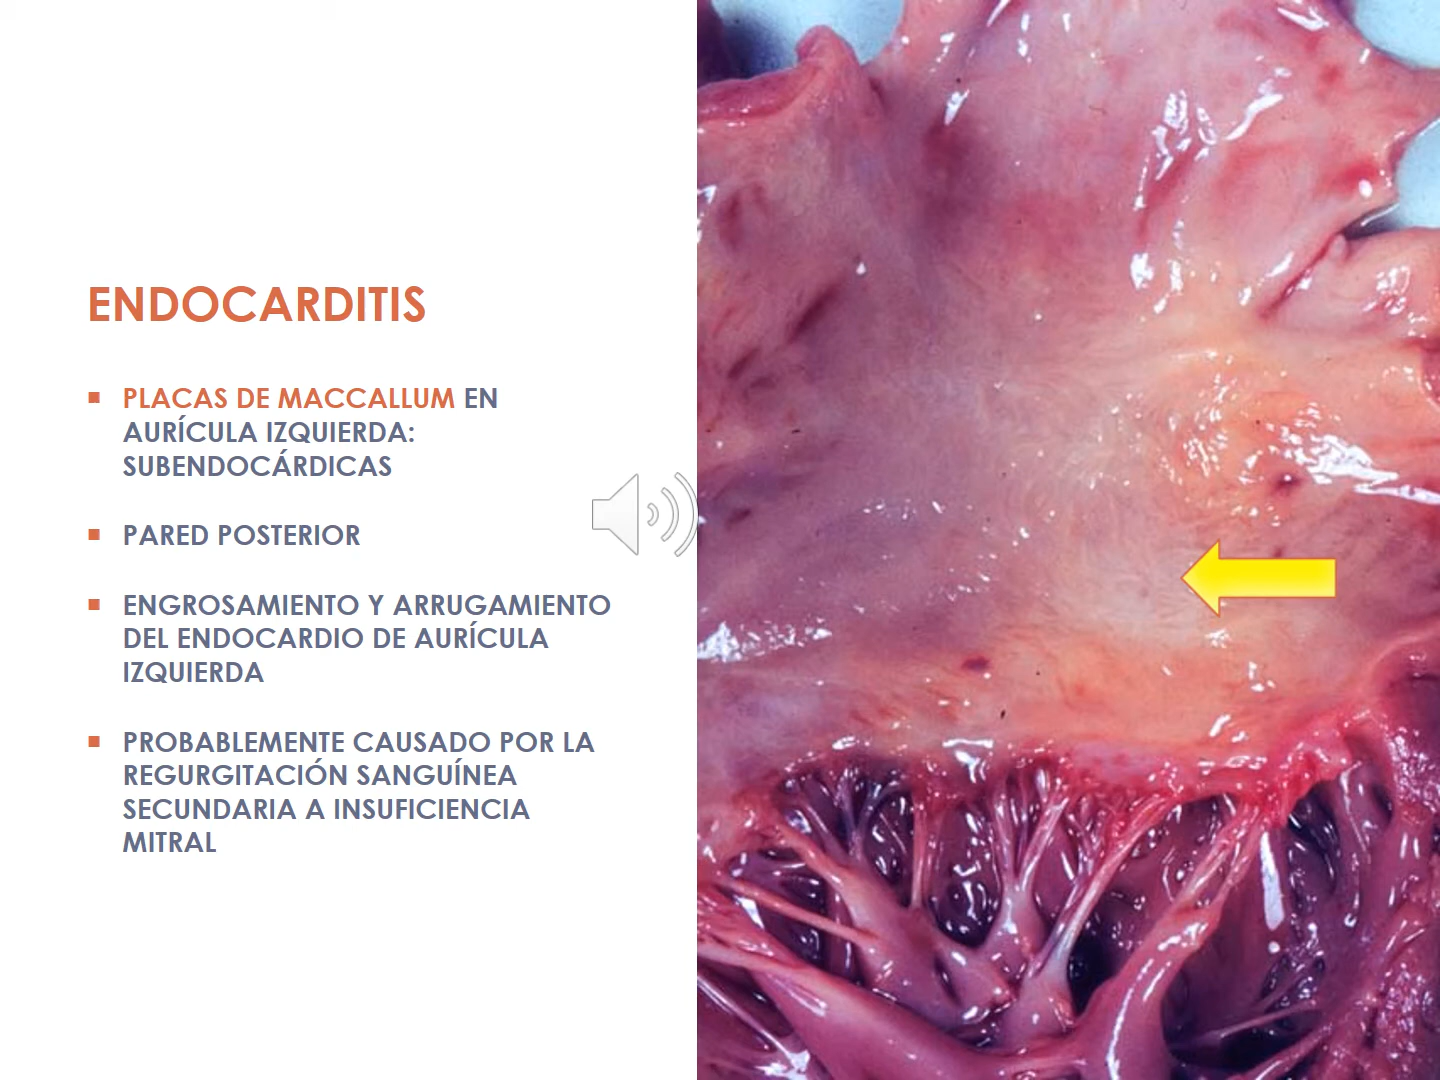 ENDOCARDITIS
▪ PLACAS DE MACCALLUM EN
AURÍCULA IZQUIERDA:
SUBENDOCÁRDICAS
▪ PARED POSTERIOR
▪ ENGROSAMIENTO Y ARRUGAMIENTO
DEL ENDOCARDIO DE AURÍCULA
IZQUIERDA
▪ PROBABLEMENTE CAUSADO POR LA
REGURGITACIÓN SANGUÍNEA
SECUNDARIA A INSUFICIENCIA
MITRAL